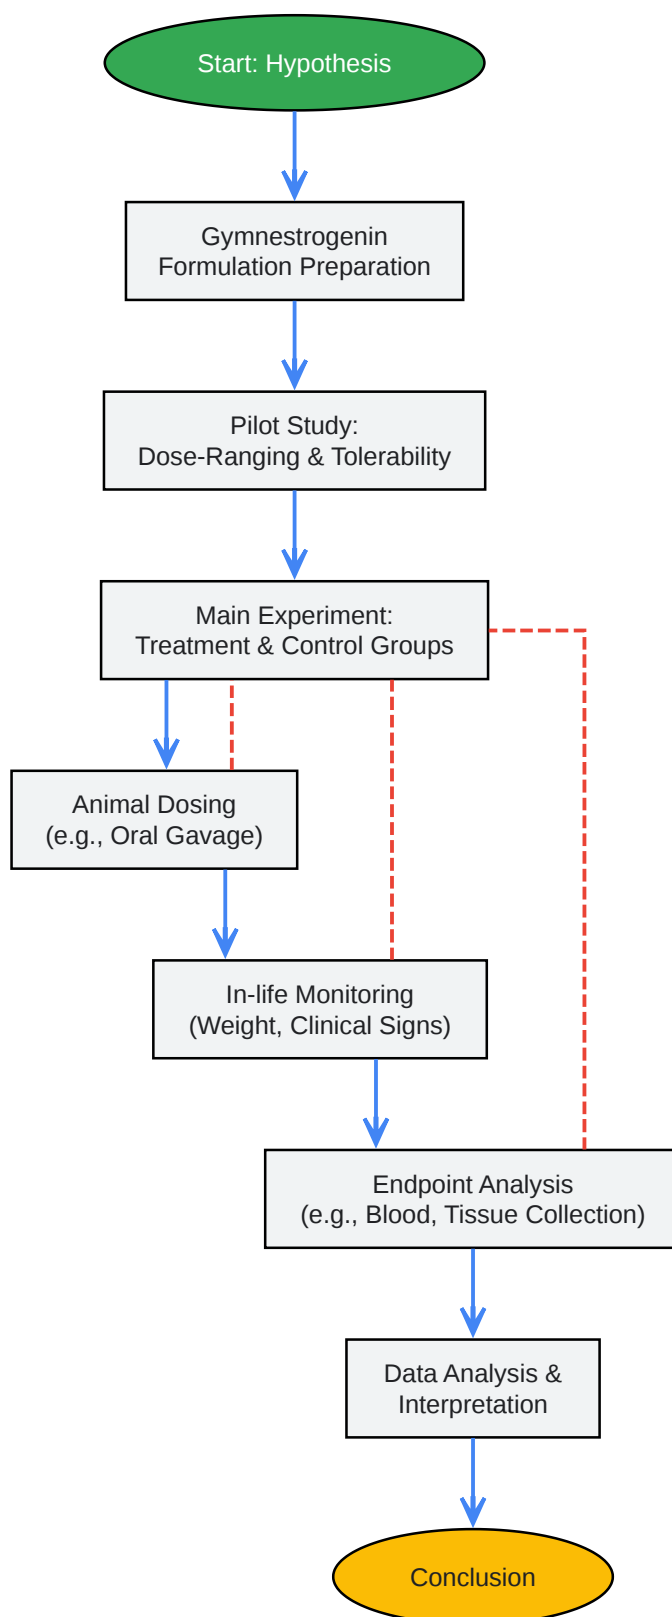 Start: Hypothesis
Gymnestrogenin
Formulation Preparation
Pilot Study:
Dose-Ranging & Tolerability
Main Experiment:
Treatment & Control Groups
Animal Dosing
(e.g., Oral Gavage)
In-life Monitoring
(Weight, Clinical Signs)
Endpoint Analysis
(e.g., Blood, Tissue Collection)
Data Analysis &
Interpretation
Conclusion